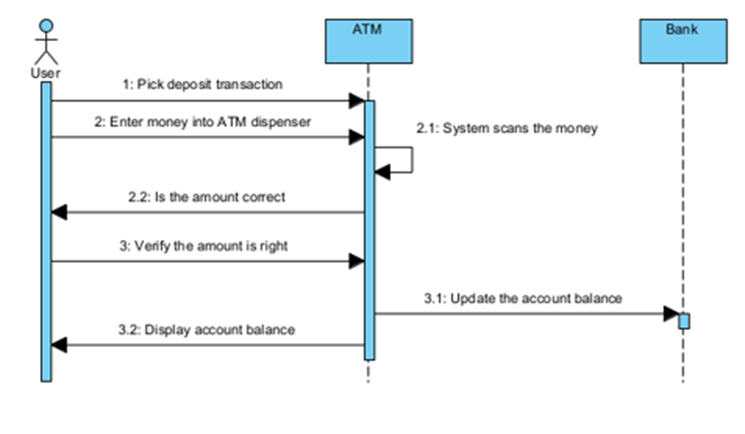 ATM
Bank
User
1: Pick deposit transaction
2: Enter money into ATM dispenser
2.1: System scans the money
2.2: Is the amount correct
3: Verify the amount is right
3.1: Update the account balance
3.2: Display account balance